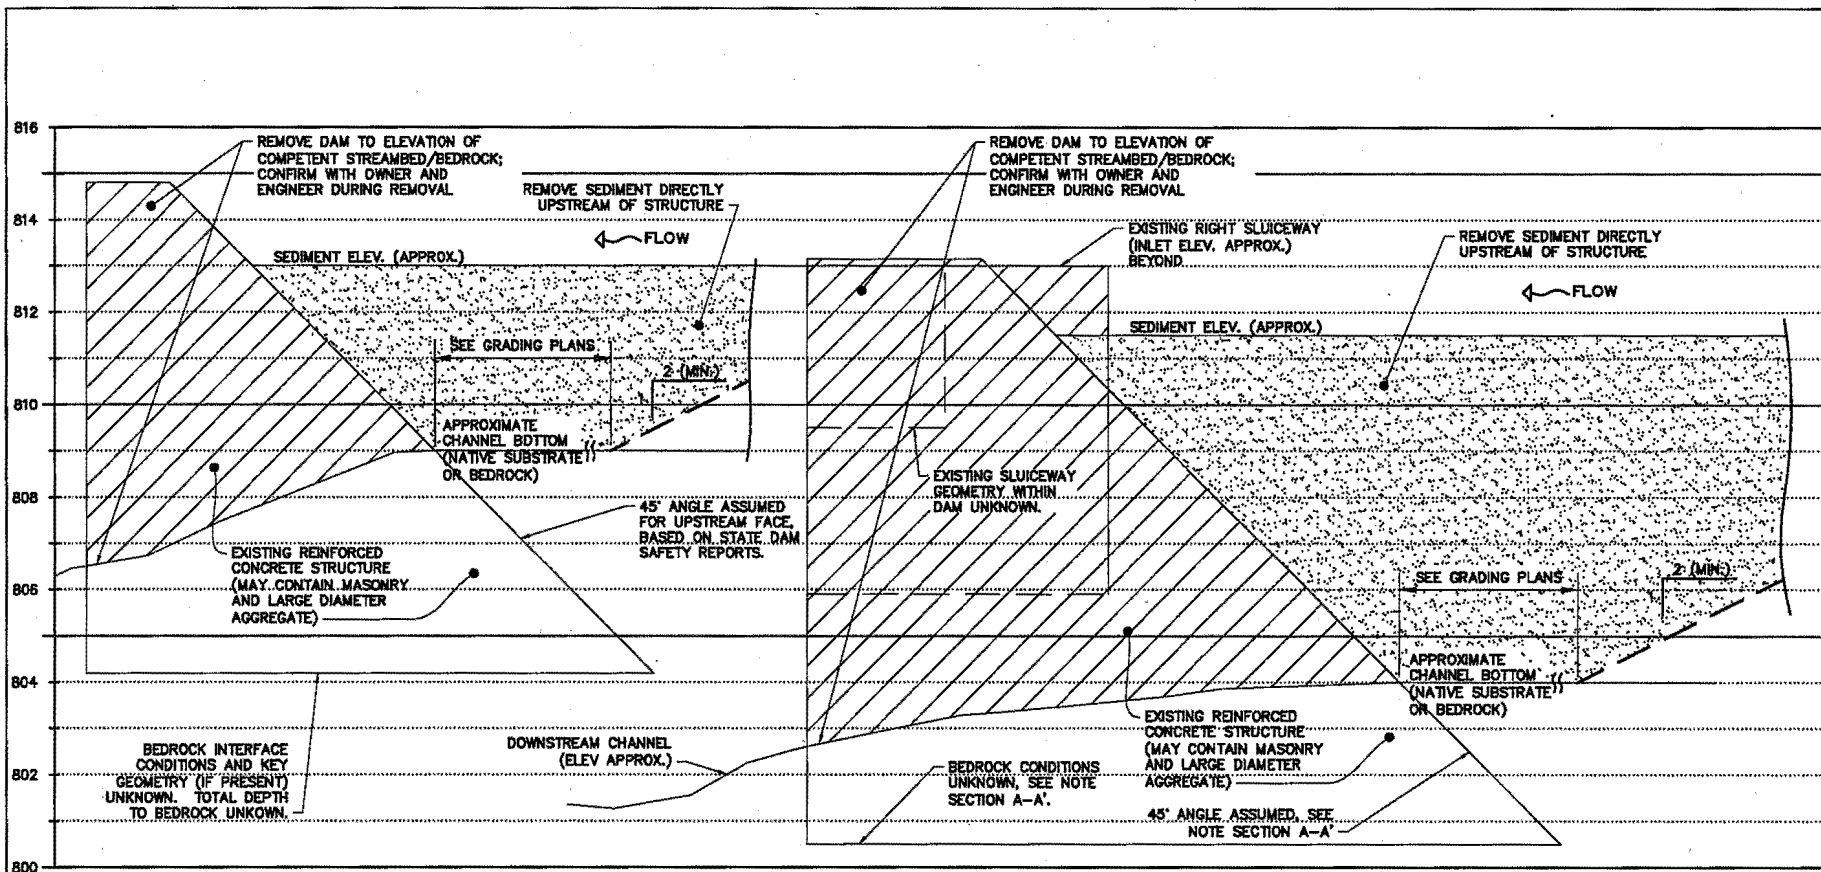 816
814
812
810
808
806
804
802
800
REMOVE DAM TO ELEVATION OF
COMPETENT STREAMBED/BEDROCK;
CONFIRM WITH OWNER AND
ENGINEER DURING REMOVAL
REMOVE SEDIMENT DIRECTLY
UPSTREAM OF STRUCTURE
FLOW
SEDIMENT ELEV. (APPROX.)
SEE GRADING PLANS
2 (MIN.)
1
APPROXIMATE
CHANNEL BOTTOM
(NATIVE SUBSTRATE
OR BEDROCK)
45° ANGLE ASSUMED
FOR UPSTREAM FACE,
BASED ON STATE DAM
SAFETY REPORTS.
EXISTING REINFORCED
CONCRETE STRUCTURE
(MAY CONTAIN MASONRY
AND LARGE DIAMETER
AGGREGATE)
BEDROCK INTERFACE
CONDITIONS AND KEY
GEOMETRY (IF PRESENT)
UNKNOWN. TOTAL DEPTH
TO BEDROCK UNKOWN.
REMOVE DAM TO ELEVATION OF
COMPETENT STREAMBED/BEDROCK;
CONFIRM WITH OWNER AND
ENGINEER DURING REMOVAL
EXISTING RIGHT SLUICEWAY
(INLET ELEV. APPROX.)
BEYOND
REMOVE SEDIMENT DIRECTLY
UPSTREAM OF STRUCTURE
FLOW
SEDIMENT ELEV. (APPROX.)
EXISTING SLUICEWAY
GEOMETRY WITHIN
DAM UNKNOWN.
SEE GRADING PLANS
2 (MIN.)
1
APPROXIMATE
CHANNEL BOTTOM
(NATIVE SUBSTRATE
OR BEDROCK)
EXISTING REINFORCED
CONCRETE STRUCTURE
(MAY CONTAIN MASONRY
AND LARGE DIAMETER
AGGREGATE)
DOWNSTREAM CHANNEL
(ELEV APPROX.)
BEDROCK CONDITIONS
UNKNOWN, SEE NOTE
SECTION A-A'.
45° ANGLE ASSUMED, SEE
NOTE SECTION A-A'